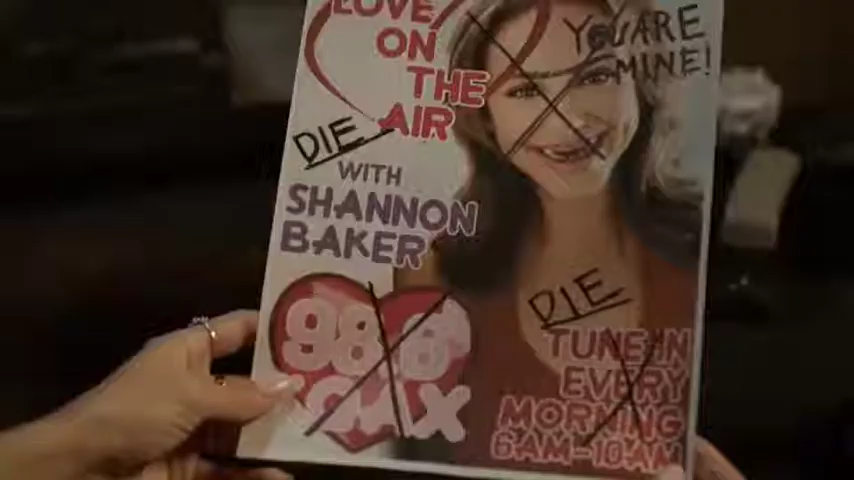 LOVE
ON
THE
AIR
YOU ARE
MINE!
DIE
WITH
SHANNON
BAKER
DIE
98.8
TUNE IN
EVERY
MORNING
6AM-10AM